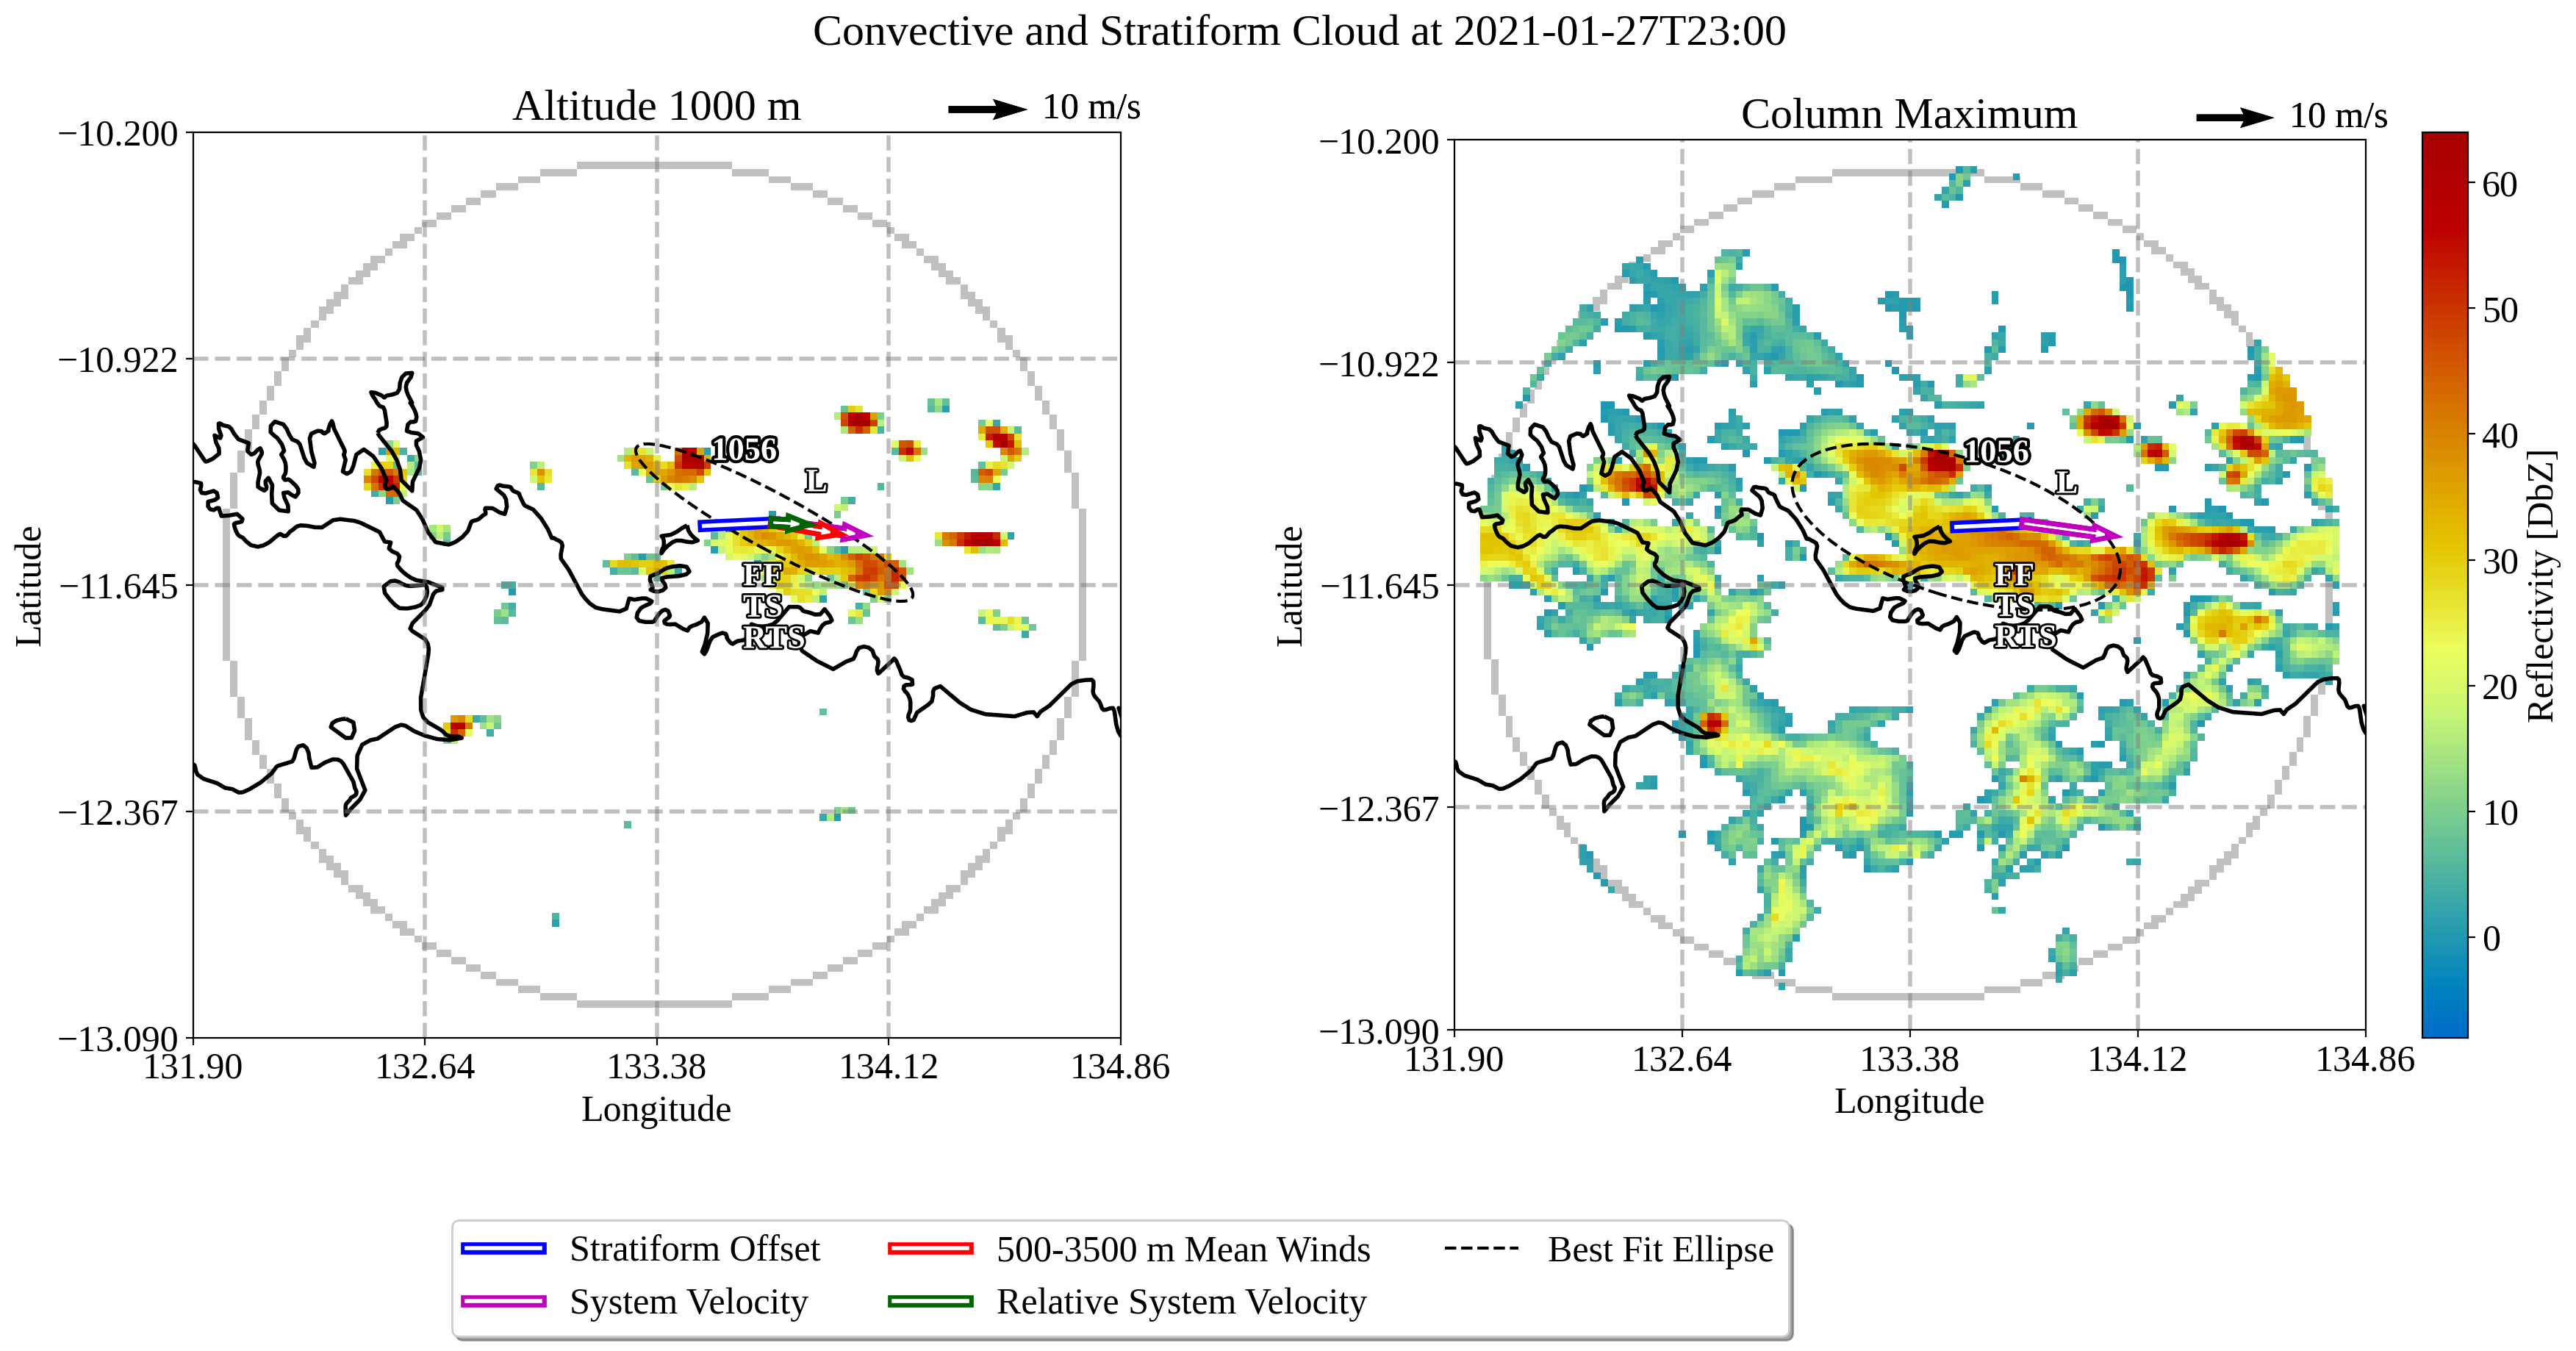 Convective and Stratiform Cloud at 2021-01-27T23:00
Altitude 1000 m
10 m/s
−10.200
−10.922
−11.645
−12.367
−13.090
Latitude
131.90
132.64
133.38
134.12
134.86
Longitude
1056
L
FF
TS
RTS
Column Maximum
10 m/s
−10.200
−10.922
−11.645
−12.367
−13.090
Latitude
131.90
132.64
133.38
134.12
134.86
Longitude
1056
L
FF
TS
RTS
60
50
40
30
20
10
0
Reflectivity [DbZ]
Stratiform Offset
System Velocity
500-3500 m Mean Winds
Relative System Velocity
Best Fit Ellipse